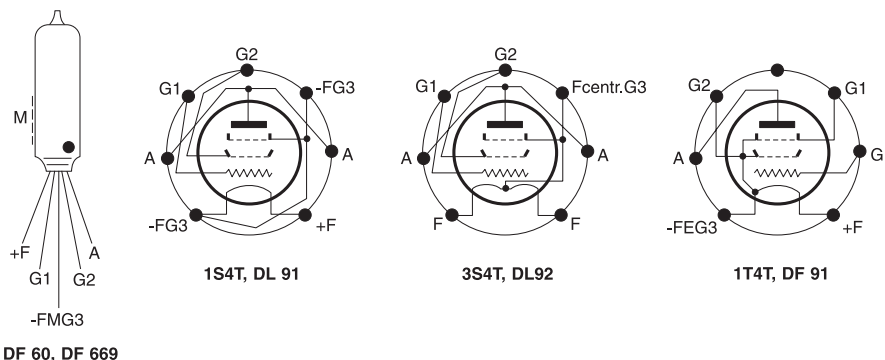 M
+F
A
G1
G2
-FMG3
DF 60, DF 669
G2
G1
-FG3
A
A
-FG3
+F
1S4T, DL 91
G2
G1
Fcentr.G3
A
A
F
F
3S4T, DL92
G2
G1
A
G
-FEG3
+F
1T4T, DF 91